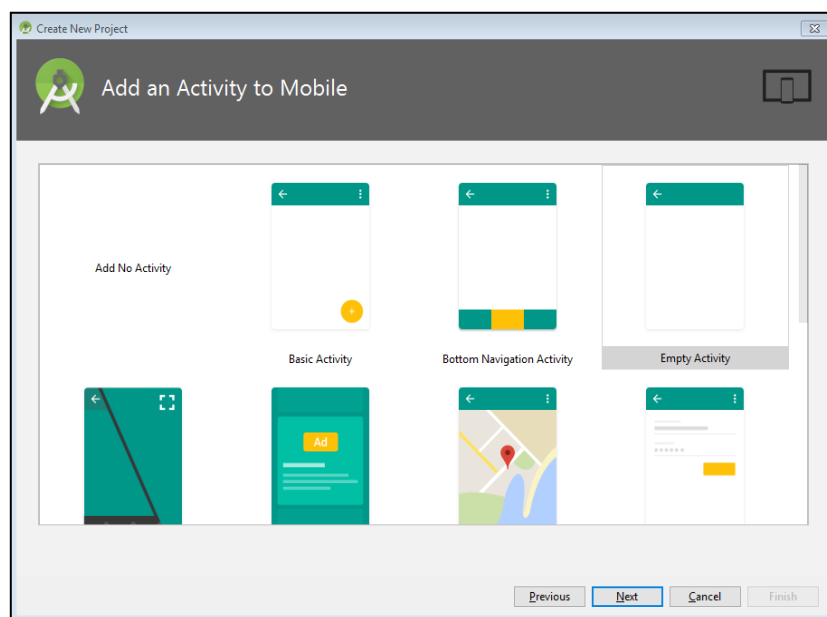 Create New Project
Add an Activity to Mobile
Add No Activity
Basic Activity
Bottom Navigation Activity
Empty Activity
Ad
Previous
Next
Cancel
Finish